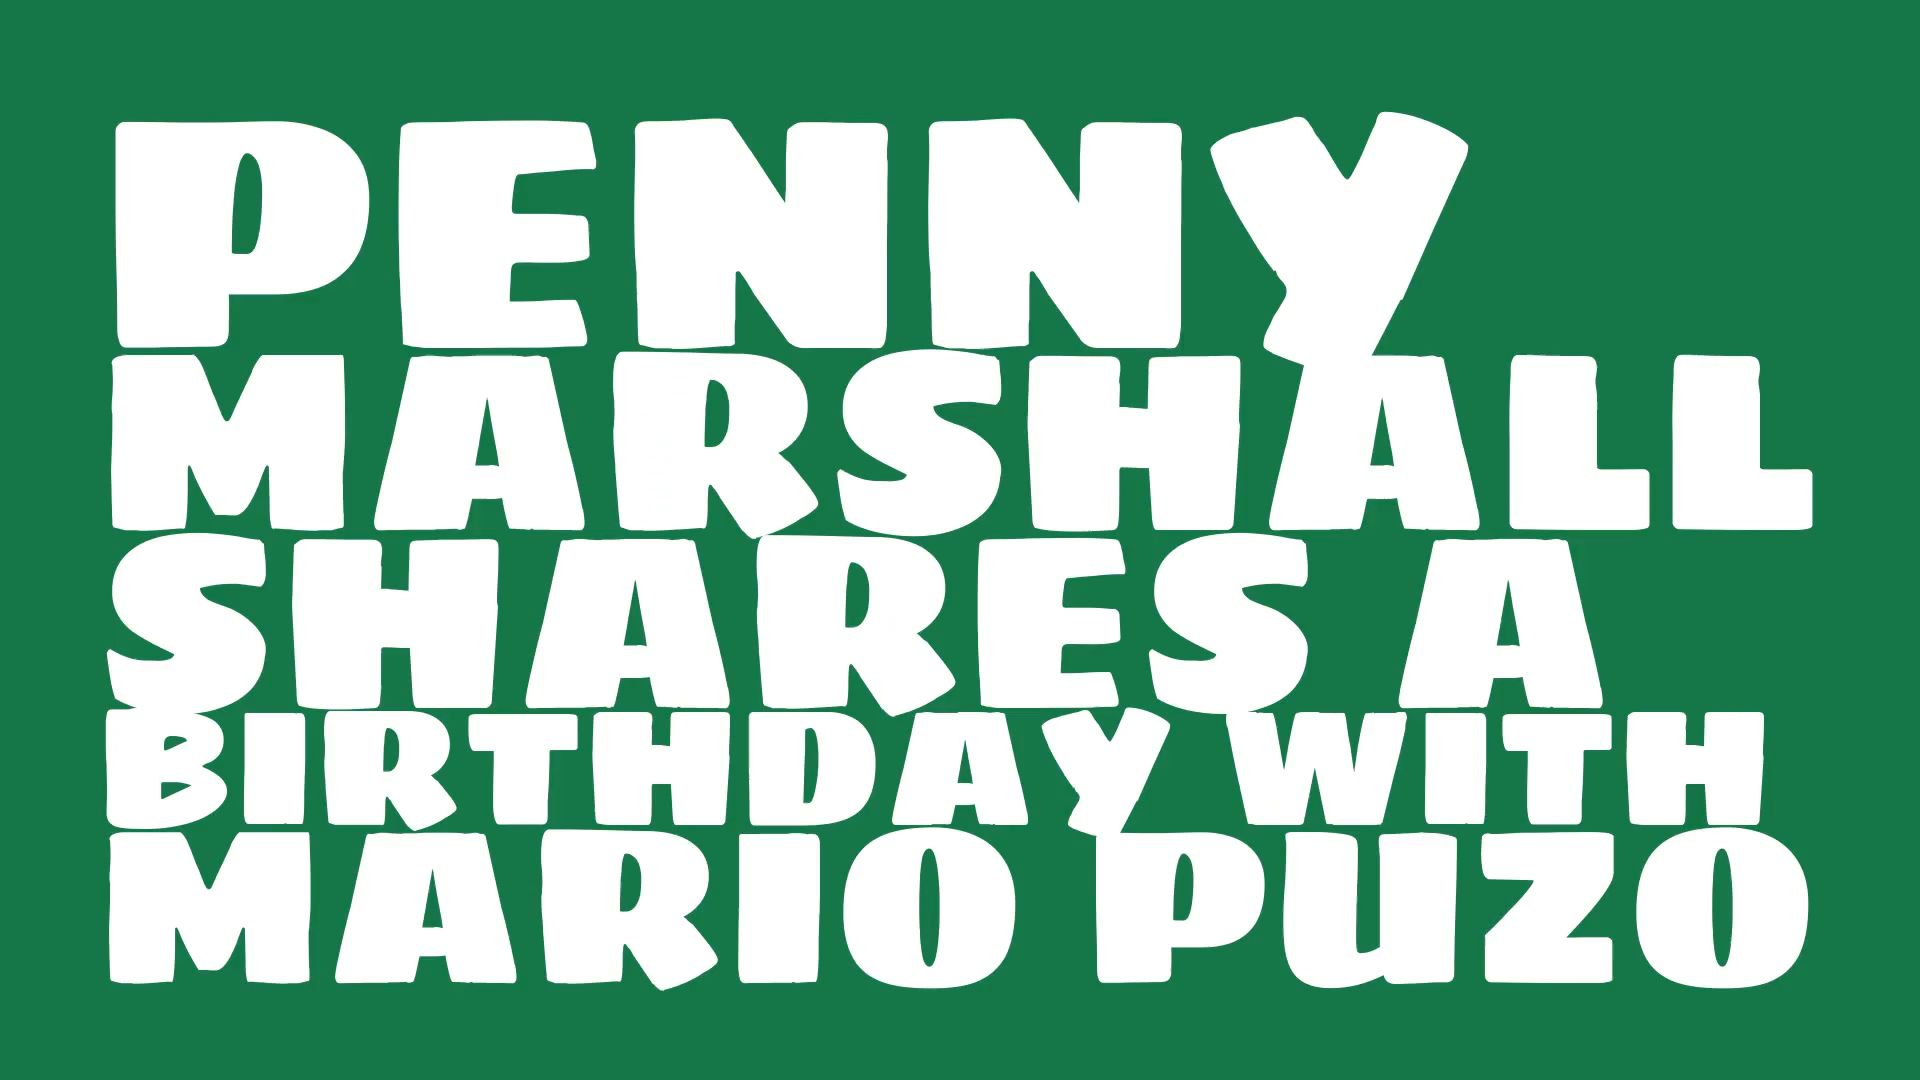 PENNY
MARSHALL
SHARES A
BIRTHDAY WITH
MARIO PUZO